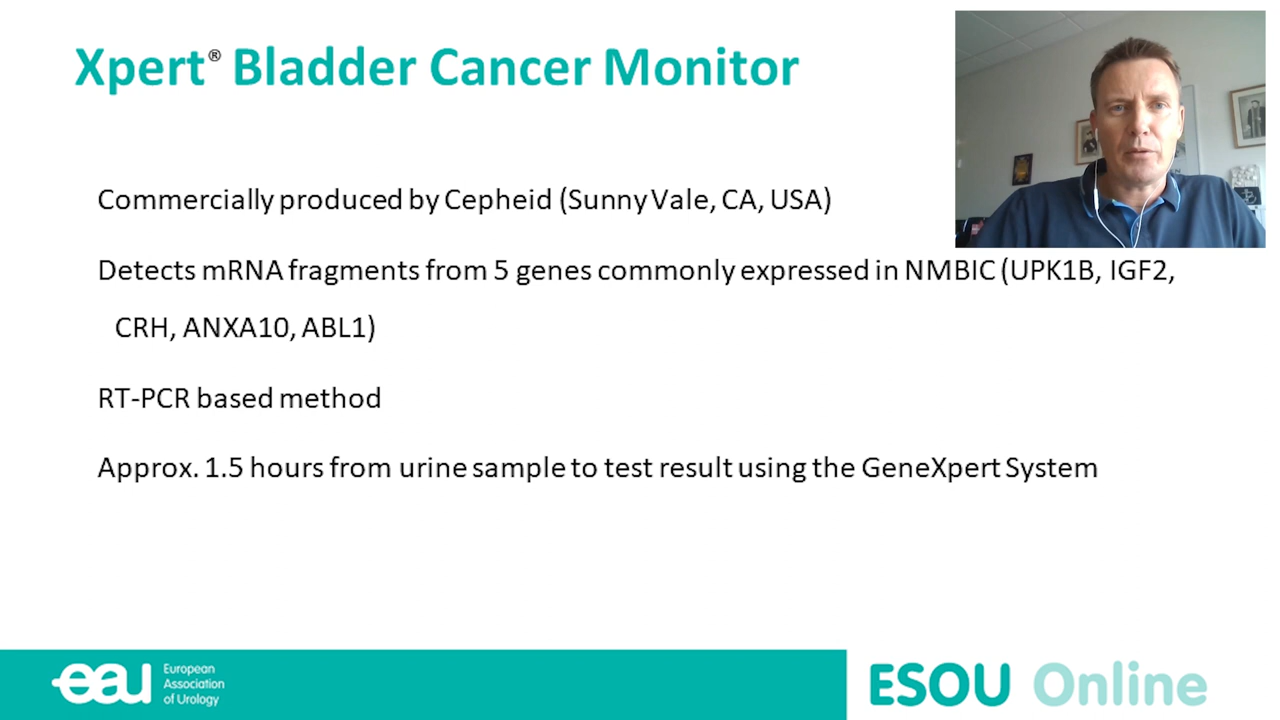 Xpert® Bladder Cancer Monitor
Commercially produced by Cepheid (Sunny Vale, CA, USA)
Detects mRNA fragments from 5 genes commonly expressed in NMBIC (UPK1B, IGF2,
CRH, ANXA10, ABL1)
RT-PCR based method
Approx. 1.5 hours from urine sample to test result using the GeneXpert System
eau
European
Association
of Urology
ESOU Online